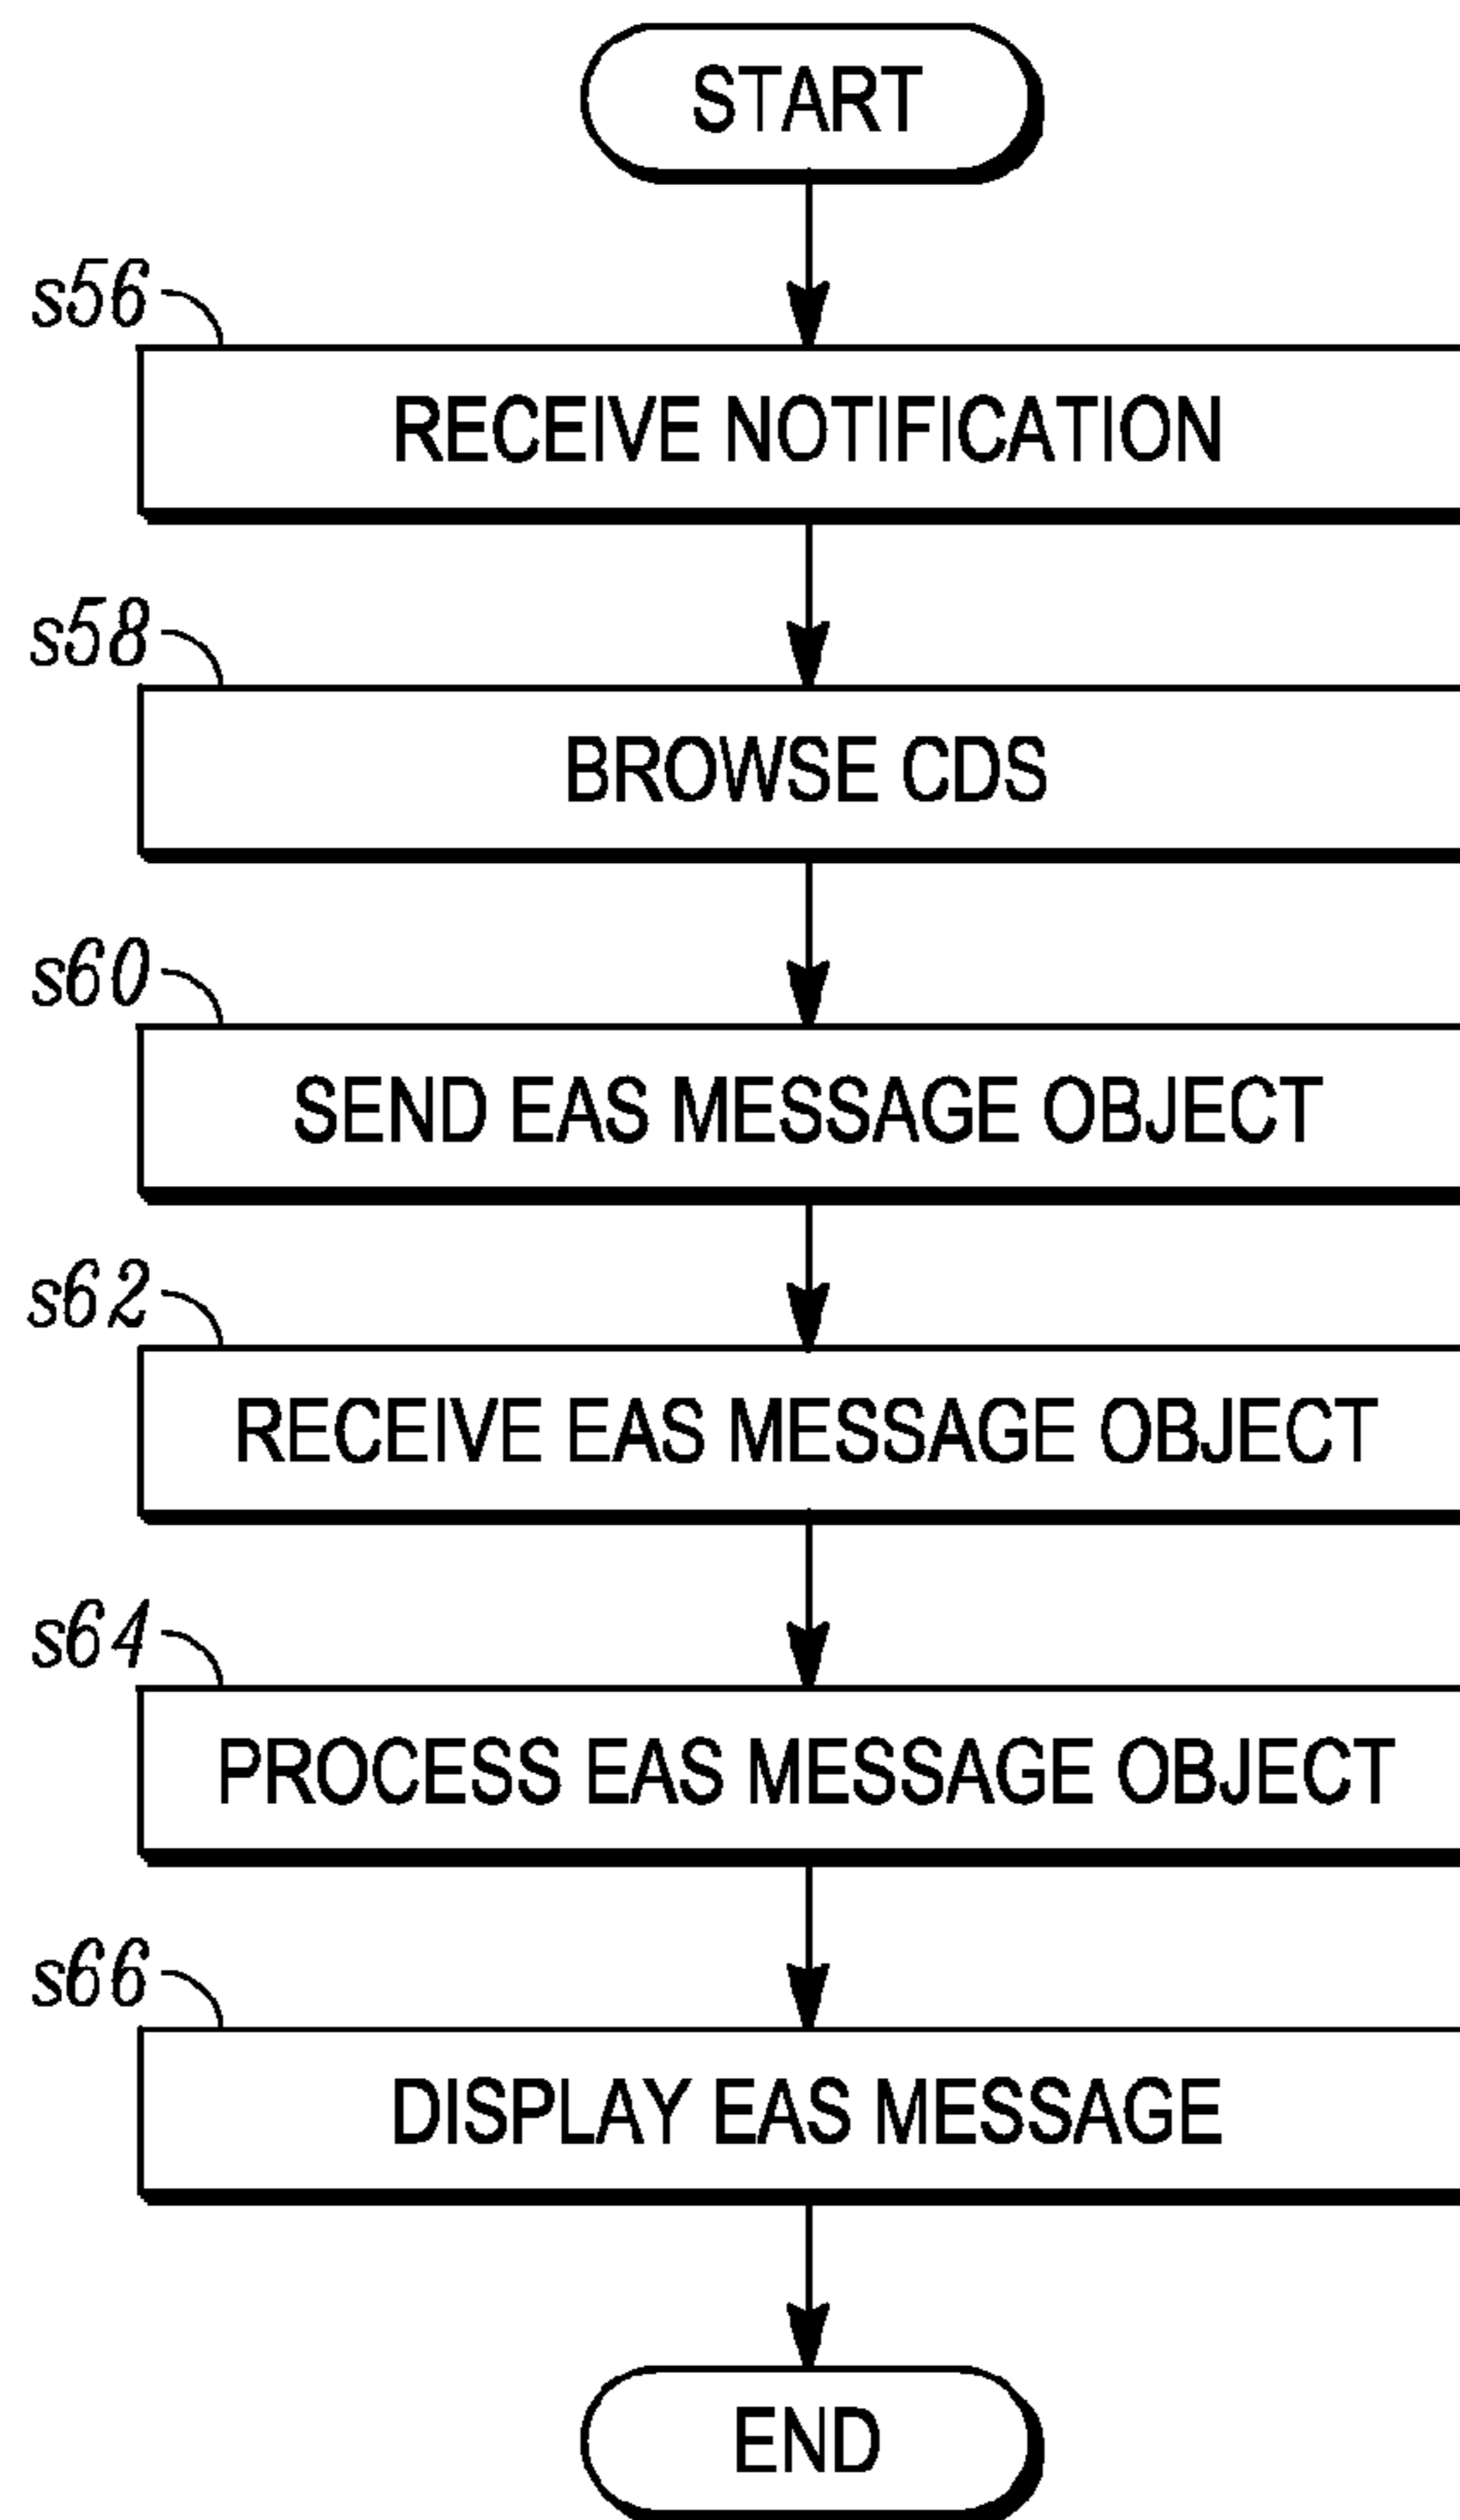 START
s56
RECEIVE NOTIFICATION
s58
BROWSE CDS
s60
SEND EAS MESSAGE OBJECT
s62
RECEIVE EAS MESSAGE OBJECT
s64
PROCESS EAS MESSAGE OBJECT
s66
DISPLAY EAS MESSAGE
END